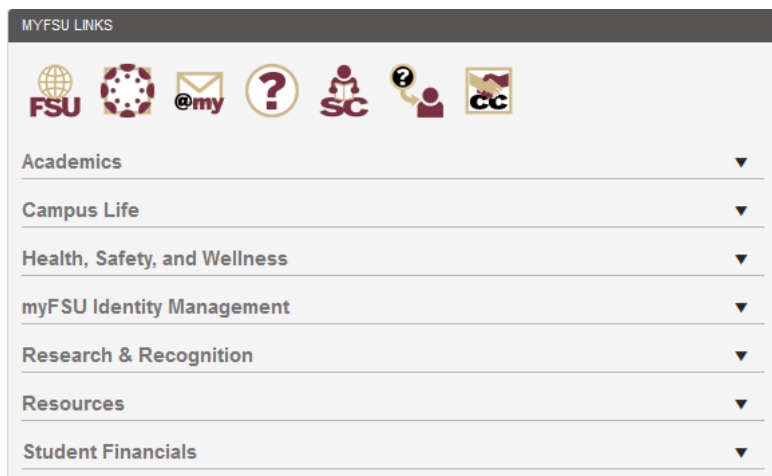 MYFSU LINKS
FSU @my ? SC ? CC
Academics
Campus Life
Health, Safety, and Wellness
myFSU Identity Management
Research & Recognition
Resources
Student Financials